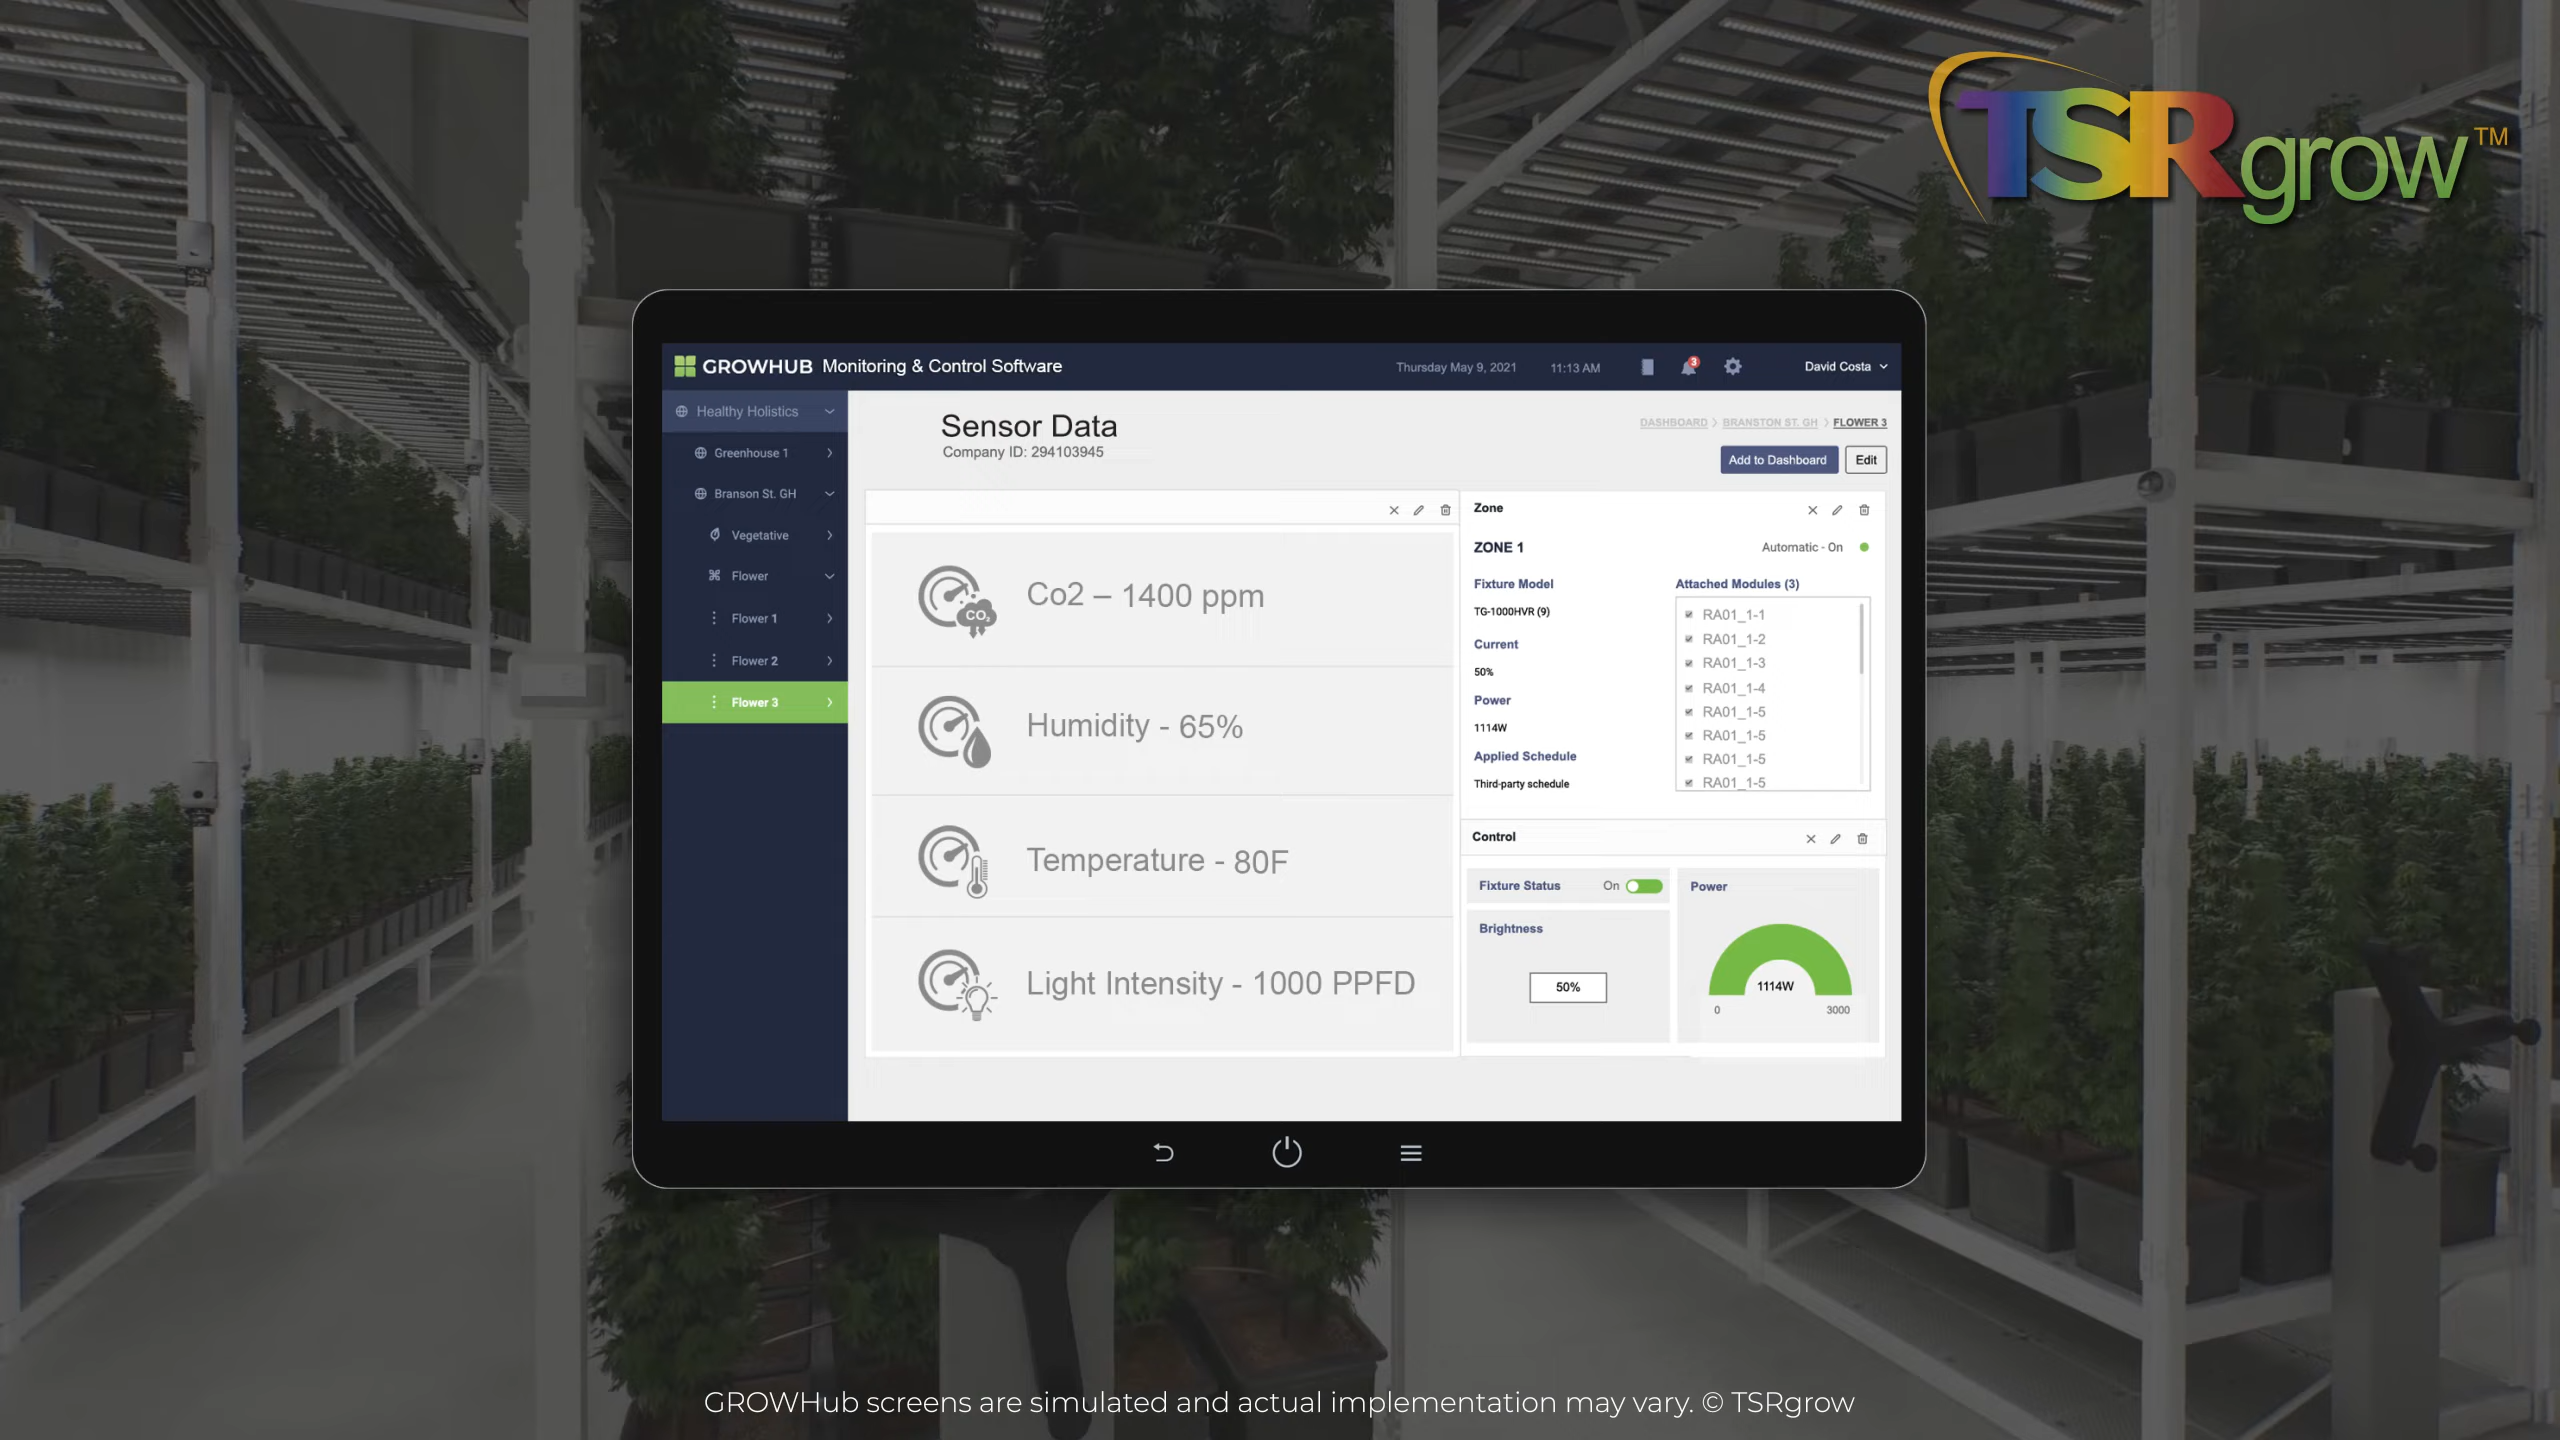 TSRgrow™
GROWHUB Monitoring & Control Software
Thursday May 9, 2021
11:13 AM
3
David Costa
Healthy Holistics
Greenhouse 1
Branson St. GH
Vegetative
Flower
Flower 1
Flower 2
Flower 3
Sensor Data
Company ID: 294103945
DASHBOARD > BRANSTON ST. GH > FLOWER 3
Add to Dashboard
Edit
CO2
Co2 – 1400 ppm
Humidity - 65%
Temperature - 80F
Light Intensity - 1000 PPFD
Zone
ZONE 1
Automatic - On
Fixture Model
TG-1000HVR (9)
Current
50%
Power
1114W
Applied Schedule
Third-party schedule
Attached Modules (3)
RA01_1-1
RA01_1-2
RA01_1-3
RA01_1-4
RA01_1-5
RA01_1-5
RA01_1-5
RA01_1-5
Control
Fixture Status
On
Brightness
50%
Power
1114W
0
3000
GROWHub screens are simulated and actual implementation may vary. © TSRgrow